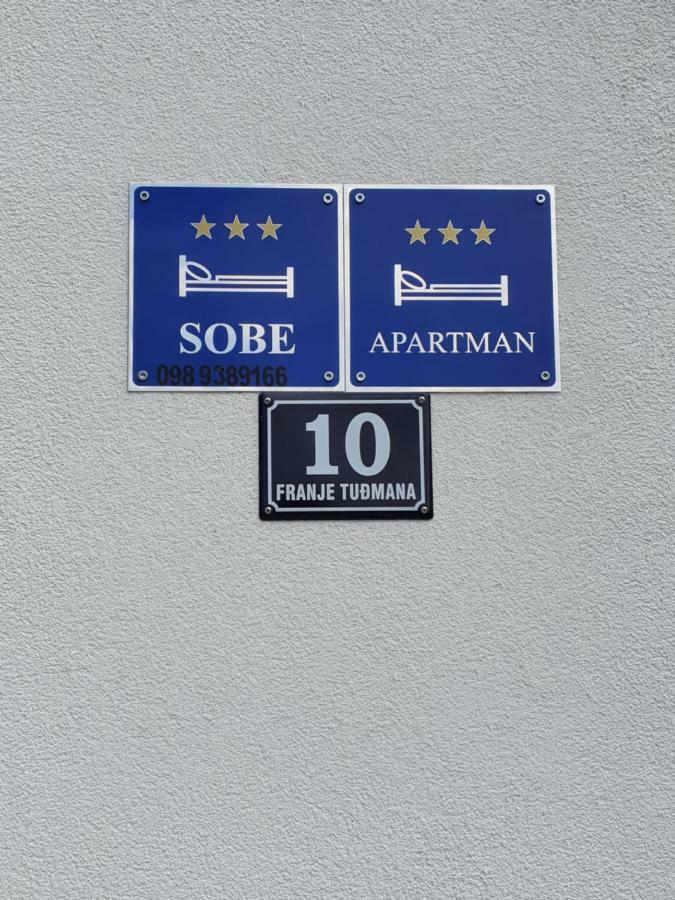 SOBE
098 9389166
APARTMAN
10
FRANJE TUĐMANA